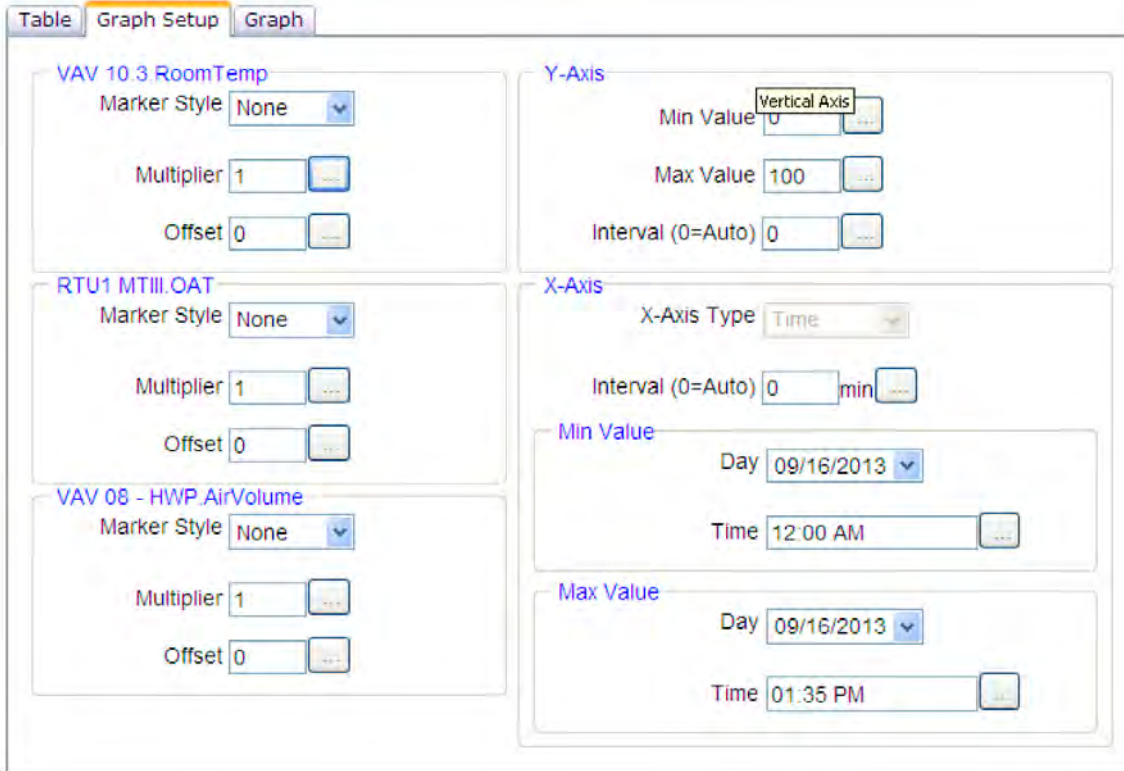 Table Graph Setup Graph
VAV 10.3.RoomTemp
Marker Style None
Multiplier 1 ...
Offset 0 ...
RTU1 MTIII.OAT
Marker Style None
Multiplier 1 ...
Offset 0 ...
VAV 08 - HWP.AirVolume
Marker Style None
Multiplier 1 ...
Offset 0 ...
Y-Axis
Vertical Axis
Min Value 0 ...
Max Value 100 ...
Interval (0=Auto) 0 ...
X-Axis
X-Axis Type Time
Interval (0=Auto) 0 min ...
Min Value
Day 09/16/2013
Time 12:00 AM ...
Max Value
Day 09/16/2013
Time 01:35 PM ...